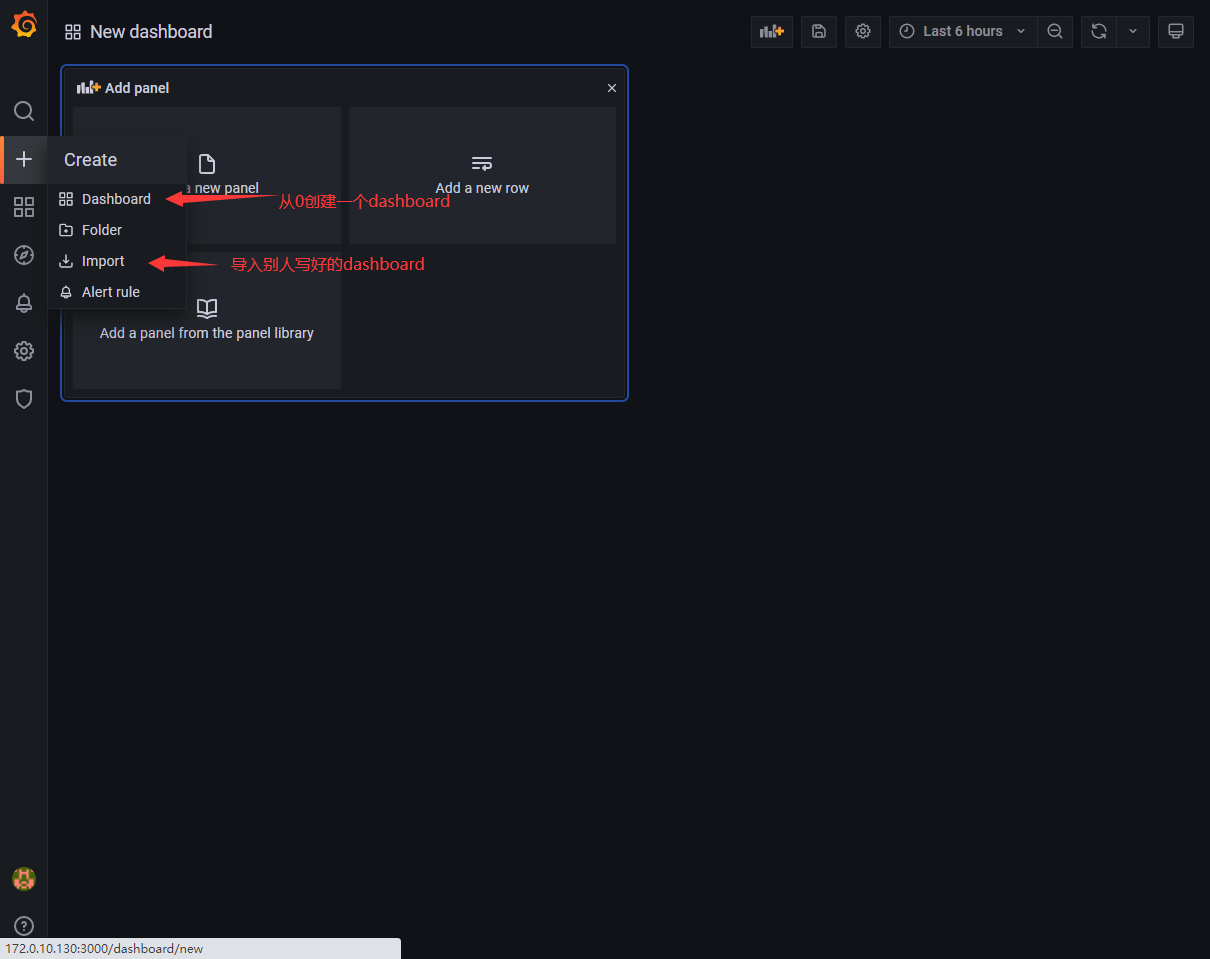 New dashboard
Last 6 hours
Add panel
Create
a new panel
Add a new row
Dashboard
从0创建一个dashboard
Folder
Import
导入别人写好的dashboard
Alert rule
Add a panel from the panel library
172.0.10.130:3000/dashboard/new